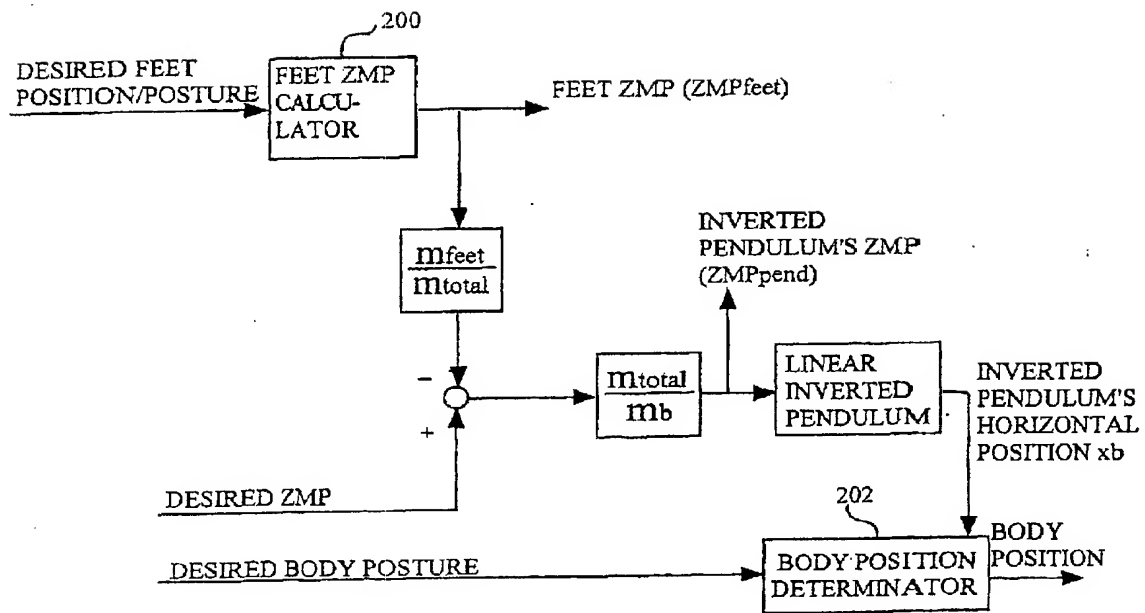 200
DESIRED FEET
POSITION/POSTURE
FEET ZMP
CALCU-
LATOR
FEET ZMP (ZMPfeet)
mfeet
mtotal
INVERTED
PENDULUM'S ZMP
(ZMPpend)
−
+
mtotal
mb
LINEAR
INVERTED
PENDULUM
INVERTED
PENDULUM'S
HORIZONTAL
POSITION xb
DESIRED ZMP
202
DESIRED BODY POSTURE
BODY POSITION
DETERMINATOR
BODY
POSITION